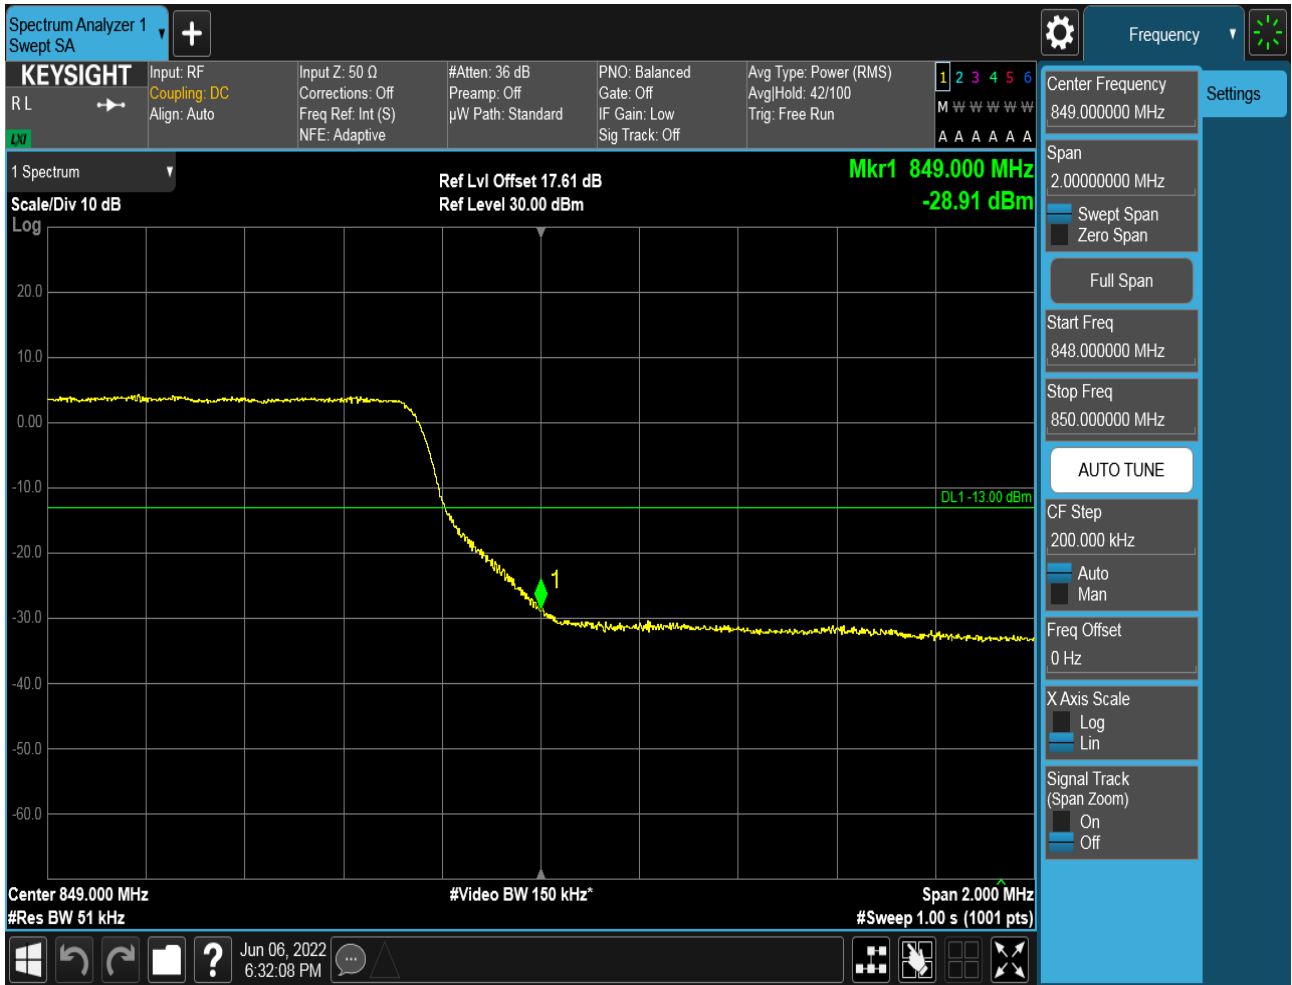 Spectrum Analyzer 1
Swept SA
Frequency
KEYSIGHT
R L
LXI
Input: RF
Coupling: DC
Align: Auto
Input Z: 50 Ω
Corrections: Off
Freq Ref: Int (S)
NFE: Adaptive
#Atten: 36 dB
Preamp: Off
µW Path: Standard
PNO: Balanced
Gate: Off
IF Gain: Low
Sig Track: Off
Avg Type: Power (RMS)
Avg|Hold: 42/100
Trig: Free Run
1 2 3 4 5 6
M W W W W W
A A A A A A
1 Spectrum
Scale/Div 10 dB
Log
Ref Lvl Offset 17.61 dB
Ref Level 30.00 dBm
Mkr1 849.000 MHz
-28.91 dBm
20.0
10.0
0.00
-10.0
-20.0
-30.0
-40.0
-50.0
-60.0
DL1 -13.00 dBm
1
Center 849.000 MHz
#Res BW 51 kHz
#Video BW 150 kHz*
Span 2.000 MHz
#Sweep 1.00 s (1001 pts)
Center Frequency
849.000000 MHz
Settings
Span
2.00000000 MHz
Swept Span
Zero Span
Full Span
Start Freq
848.000000 MHz
Stop Freq
850.000000 MHz
AUTO TUNE
CF Step
200.000 kHz
Auto
Man
Freq Offset
0 Hz
X Axis Scale
Log
Lin
Signal Track
(Span Zoom)
On
Off
?
Jun 06, 2022
6:32:08 PM